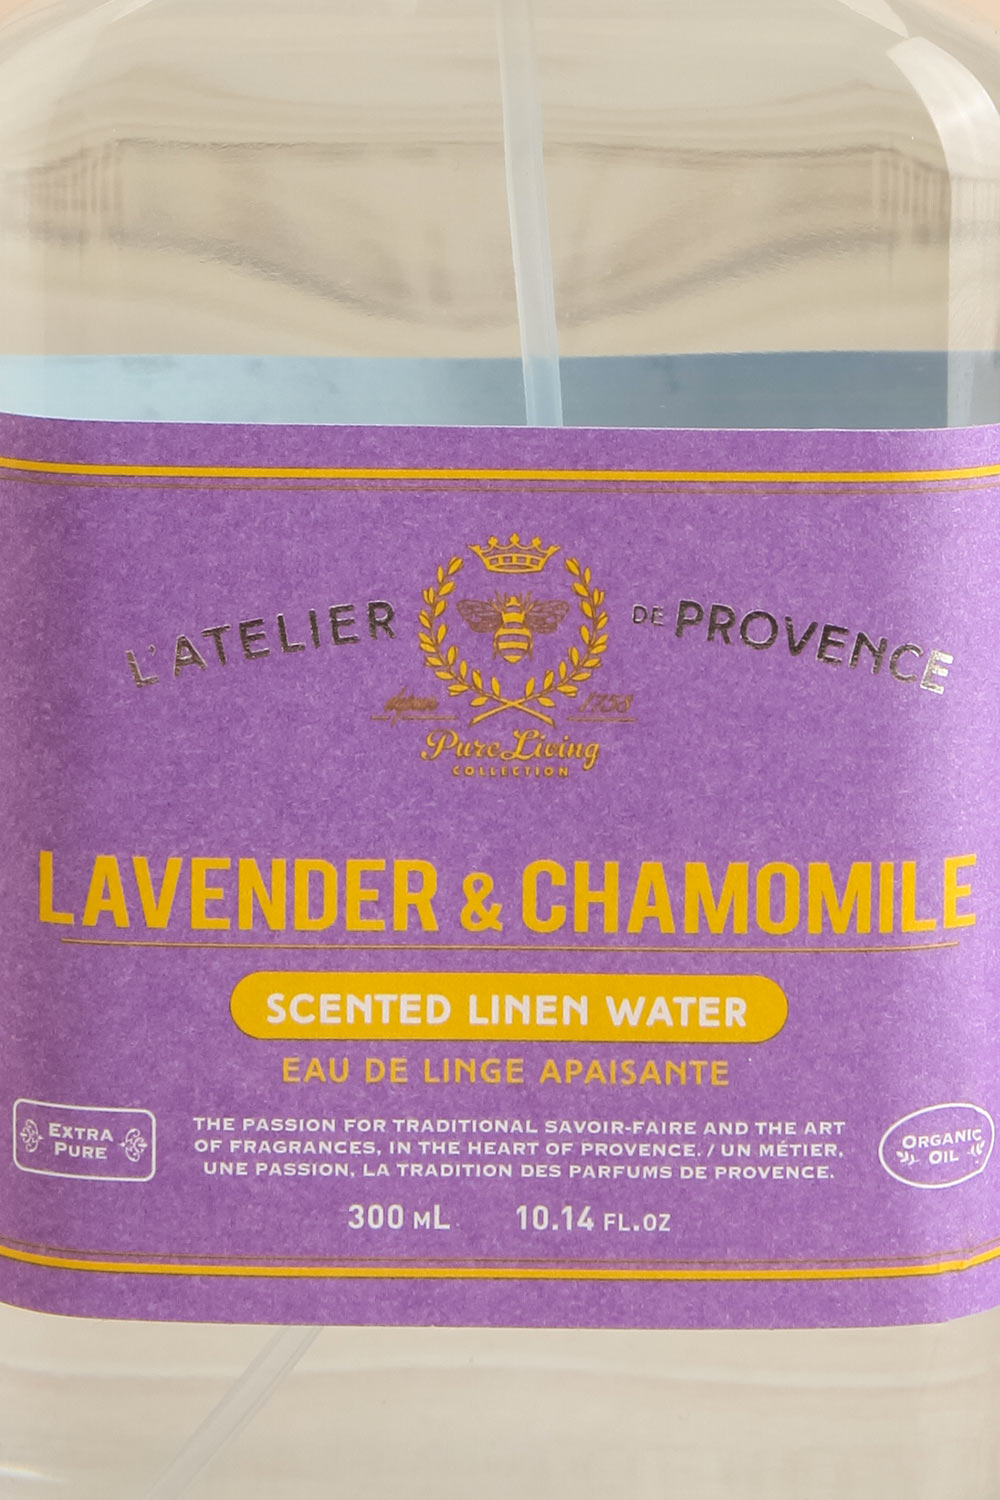 L'ATELIER DE PROVENCE
depuis 1758
Pure Living
COLLECTION
LAVENDER & CHAMOMILE
SCENTED LINEN WATER
EAU DE LINGE APAISANTE
EXTRA
PURE
THE PASSION FOR TRADITIONAL SAVOIR-FAIRE AND THE ART
OF FRAGRANCES, IN THE HEART OF PROVENCE. / UN MÉTIER,
UNE PASSION, LA TRADITION DES PARFUMS DE PROVENCE.
ORGANIC
OIL
300 ML 10.14 FL.OZ